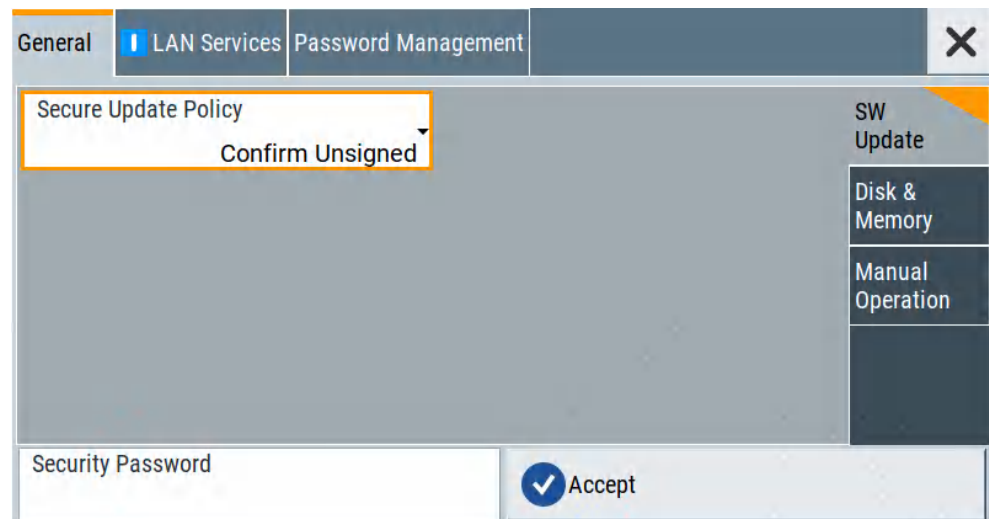 General
LAN Services
Password Management
Secure Update Policy
Confirm Unsigned
SW
Update
Disk &
Memory
Manual
Operation
Security Password
Accept